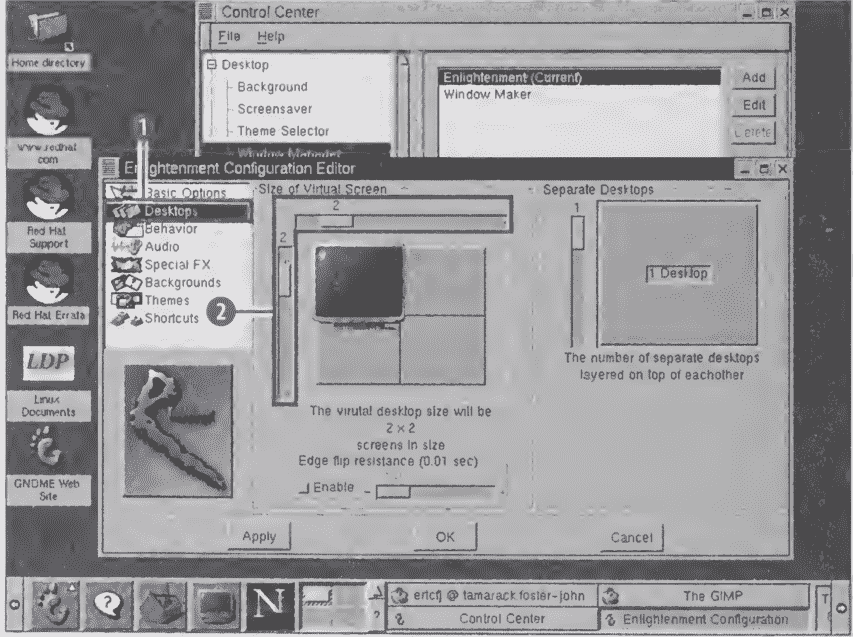 Control Center
File Help
Home directory
Desktop
Background
Screensaver
Theme Selector
Window Manager
Enlightenment (Current)
Window Maker
Add
Edit
Delete
1
www.redhat
com
Red Hat
Support
Red Hat Errata
LDP
Linux
Documents
GNOME Web
Site
Enlightenment Configuration Editor
Basic Options
Desktops
Behavior
Audio
Special FX
Backgrounds
Themes
Shortcuts
2
Size of Virtual Screen
2
2
The virutal desktop size will be
2 x 2
screens in size
Edge flip resistance (0.01 sec)
Enable
Separate Desktops
1
1 Desktop
The number of separate desktops
layered on top of eachother
Apply
OK
Cancel
?
N
?
ertcfj @ tamarack.foster-john
The GIMP
T
Control Center
Enlightenment Configuration